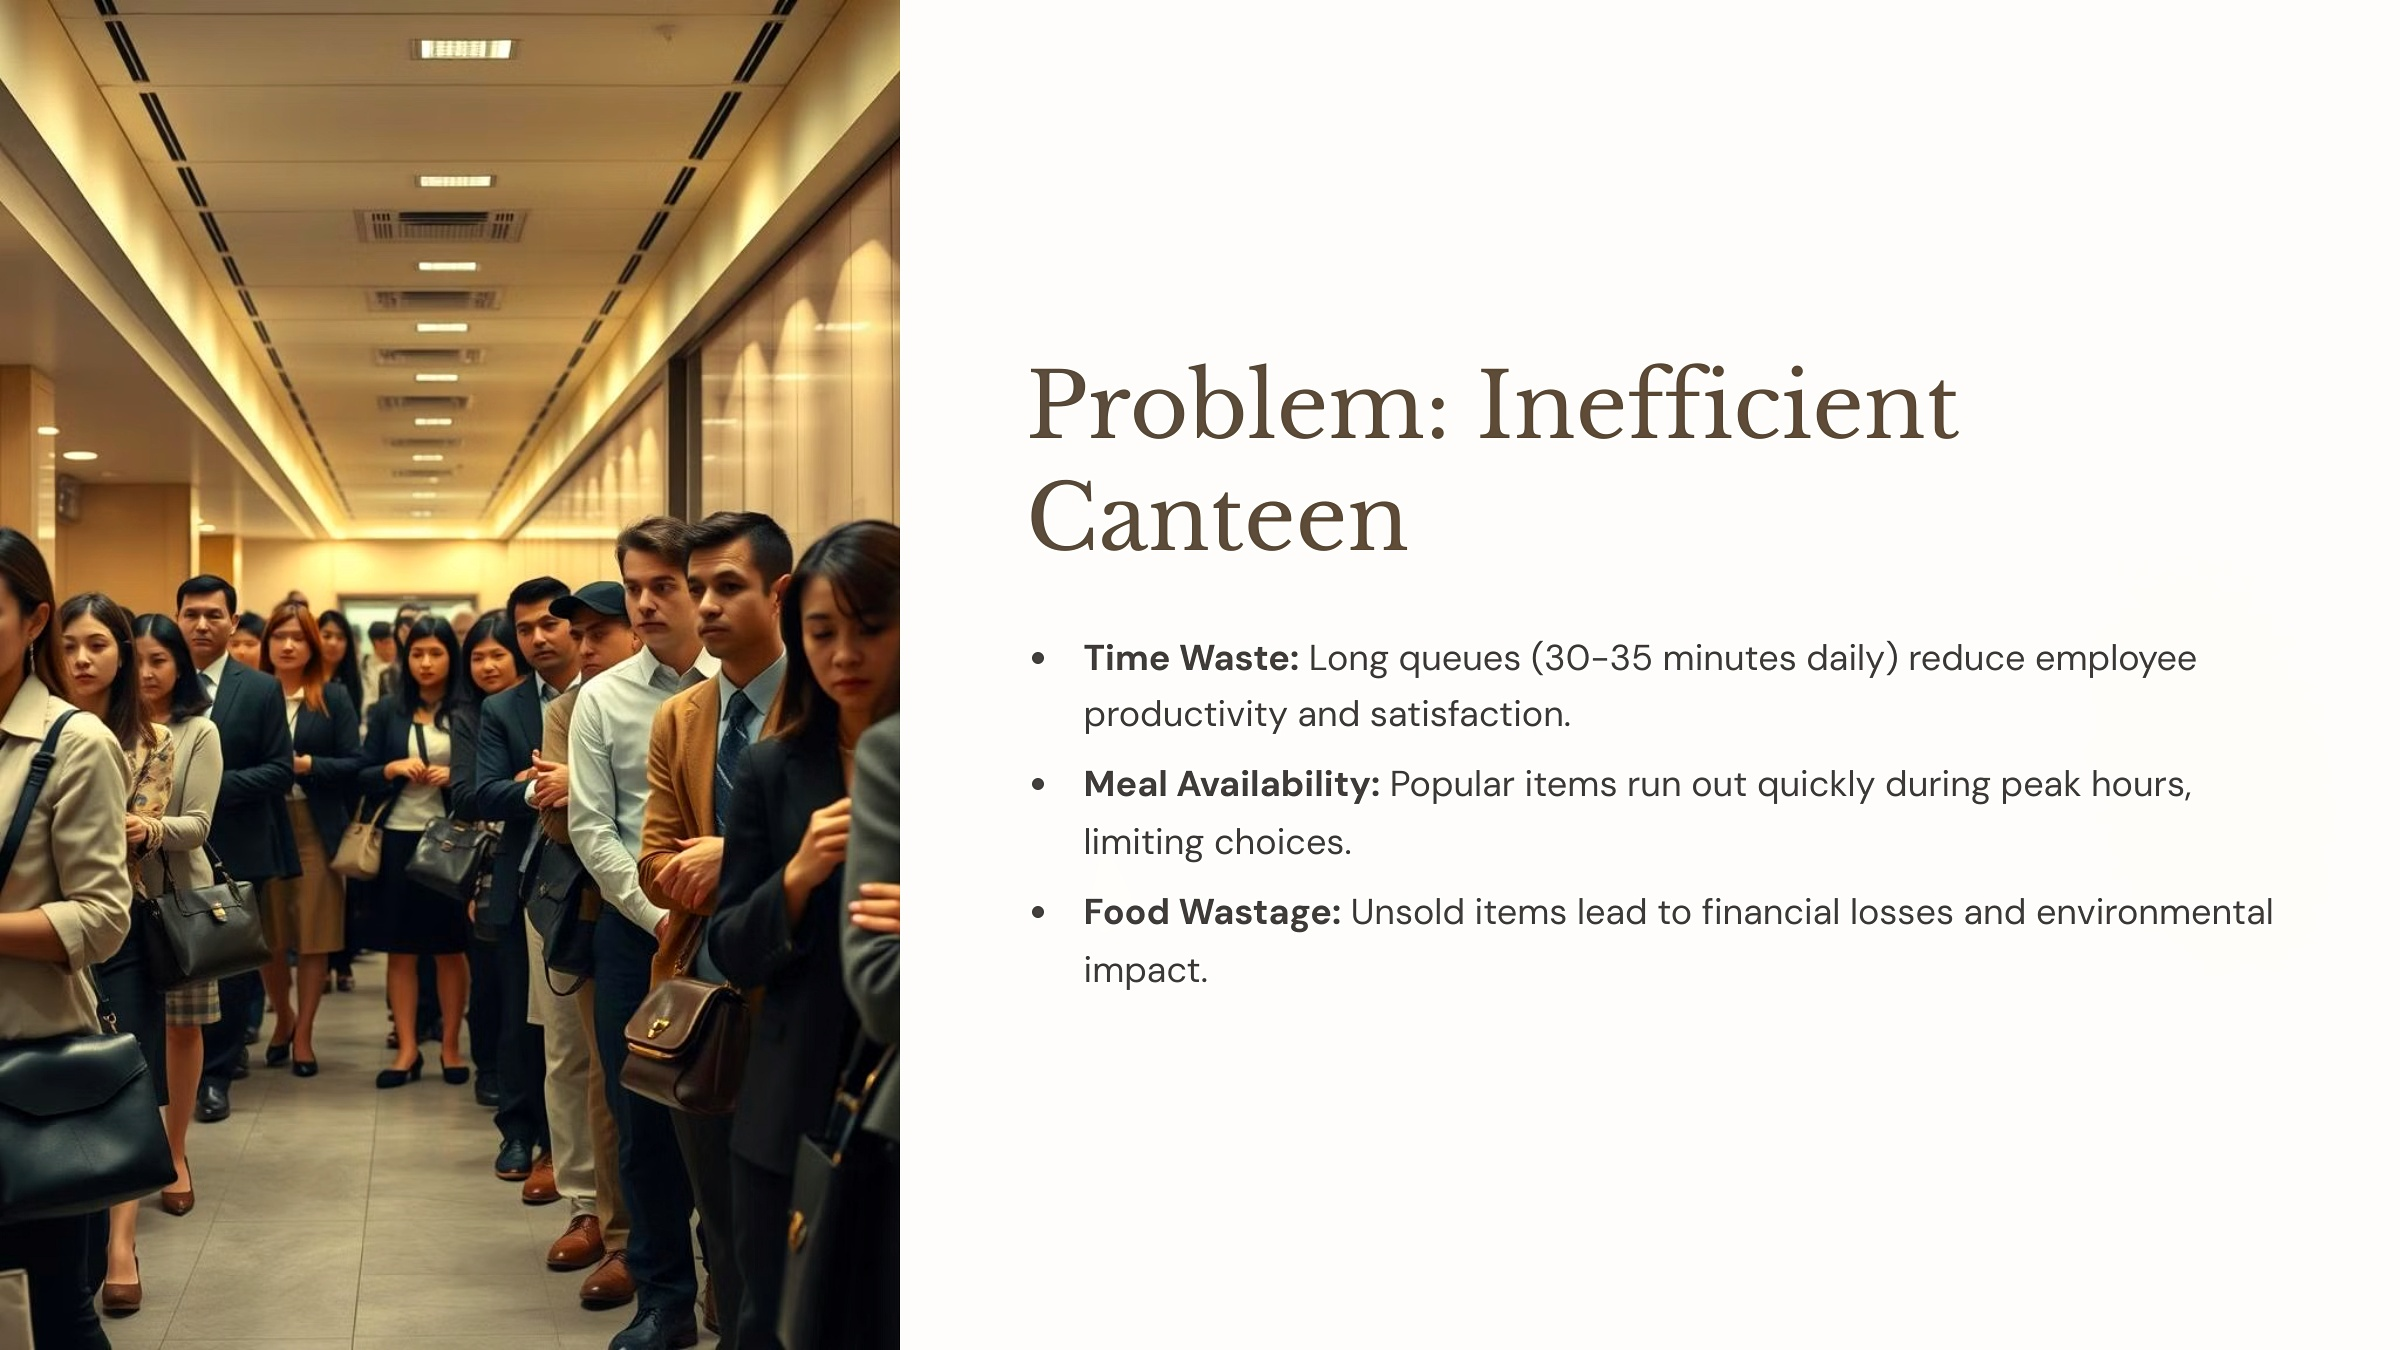 Problem: Inefficient
Canteen
• Time Waste: Long queues (30-35 minutes daily) reduce employee
productivity and satisfaction.
• Meal Availability: Popular items run out quickly during peak hours,
limiting choices.
• Food Wastage: Unsold items lead to financial losses and environmental
impact.